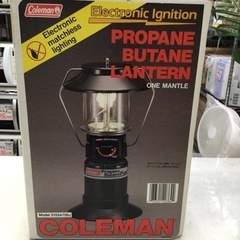 Coleman
Electronic Ignition
Electronic
matchless
lighting
PROPANE
BUTANE
LANTERN
ONE MANTLE
COLEMAN